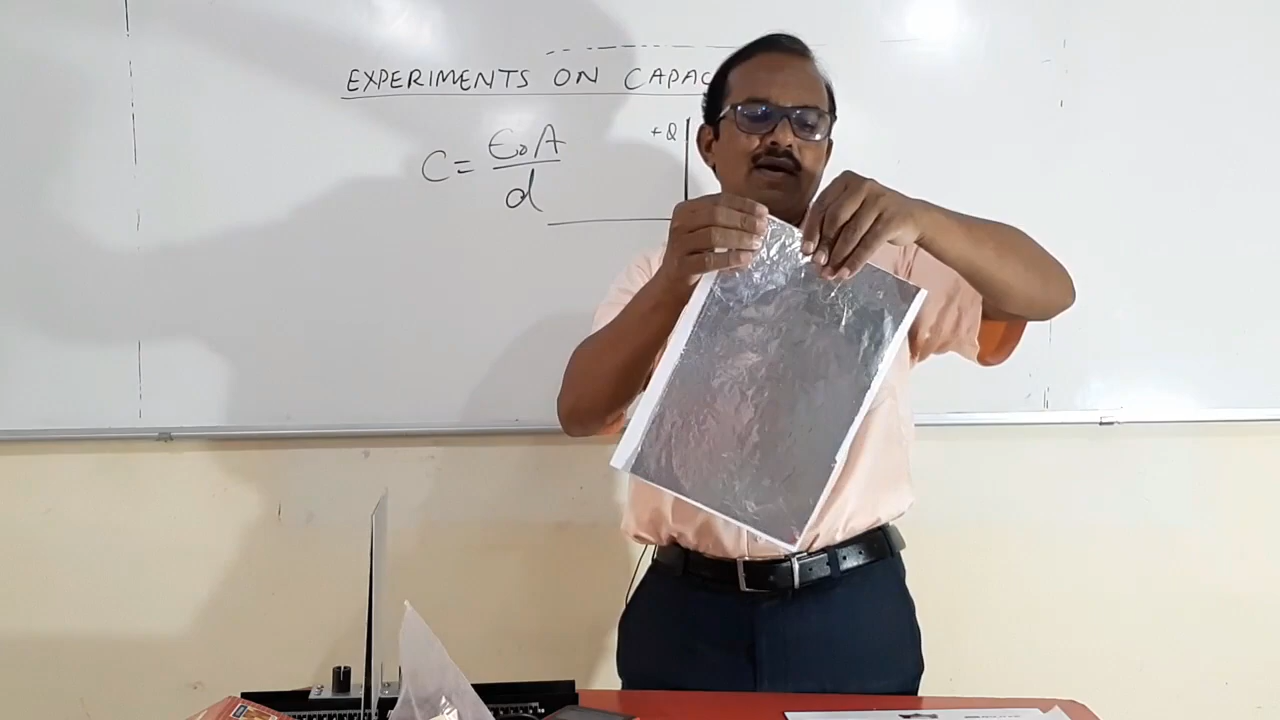 EXPERIMENTS ON CAPAC
C = ε₀A / d
+Q